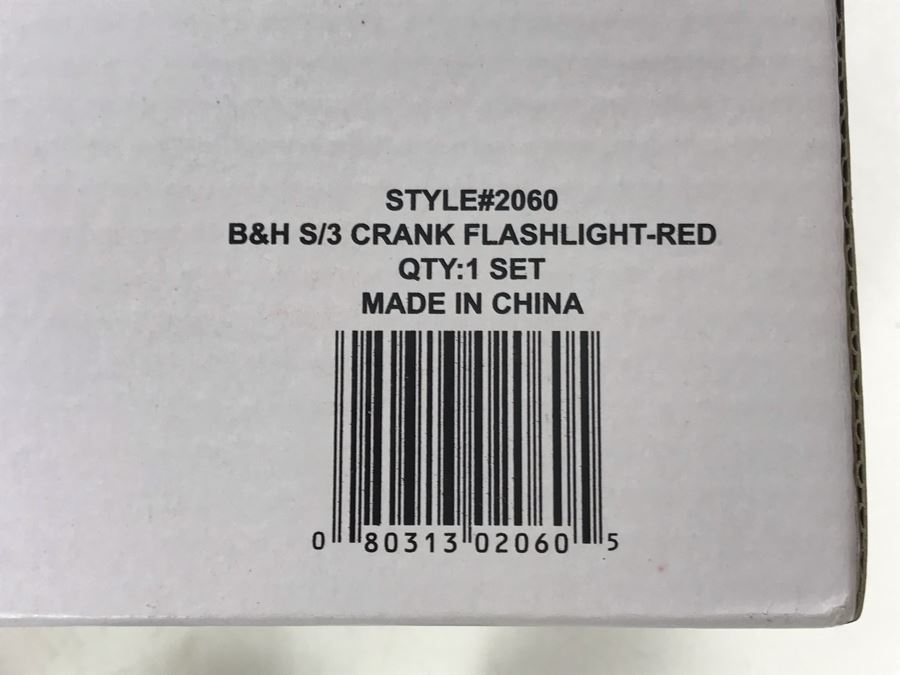 STYLE#2060
B&H S/3 CRANK FLASHLIGHT-RED
QTY:1 SET
MADE IN CHINA
0 80313 02060 5